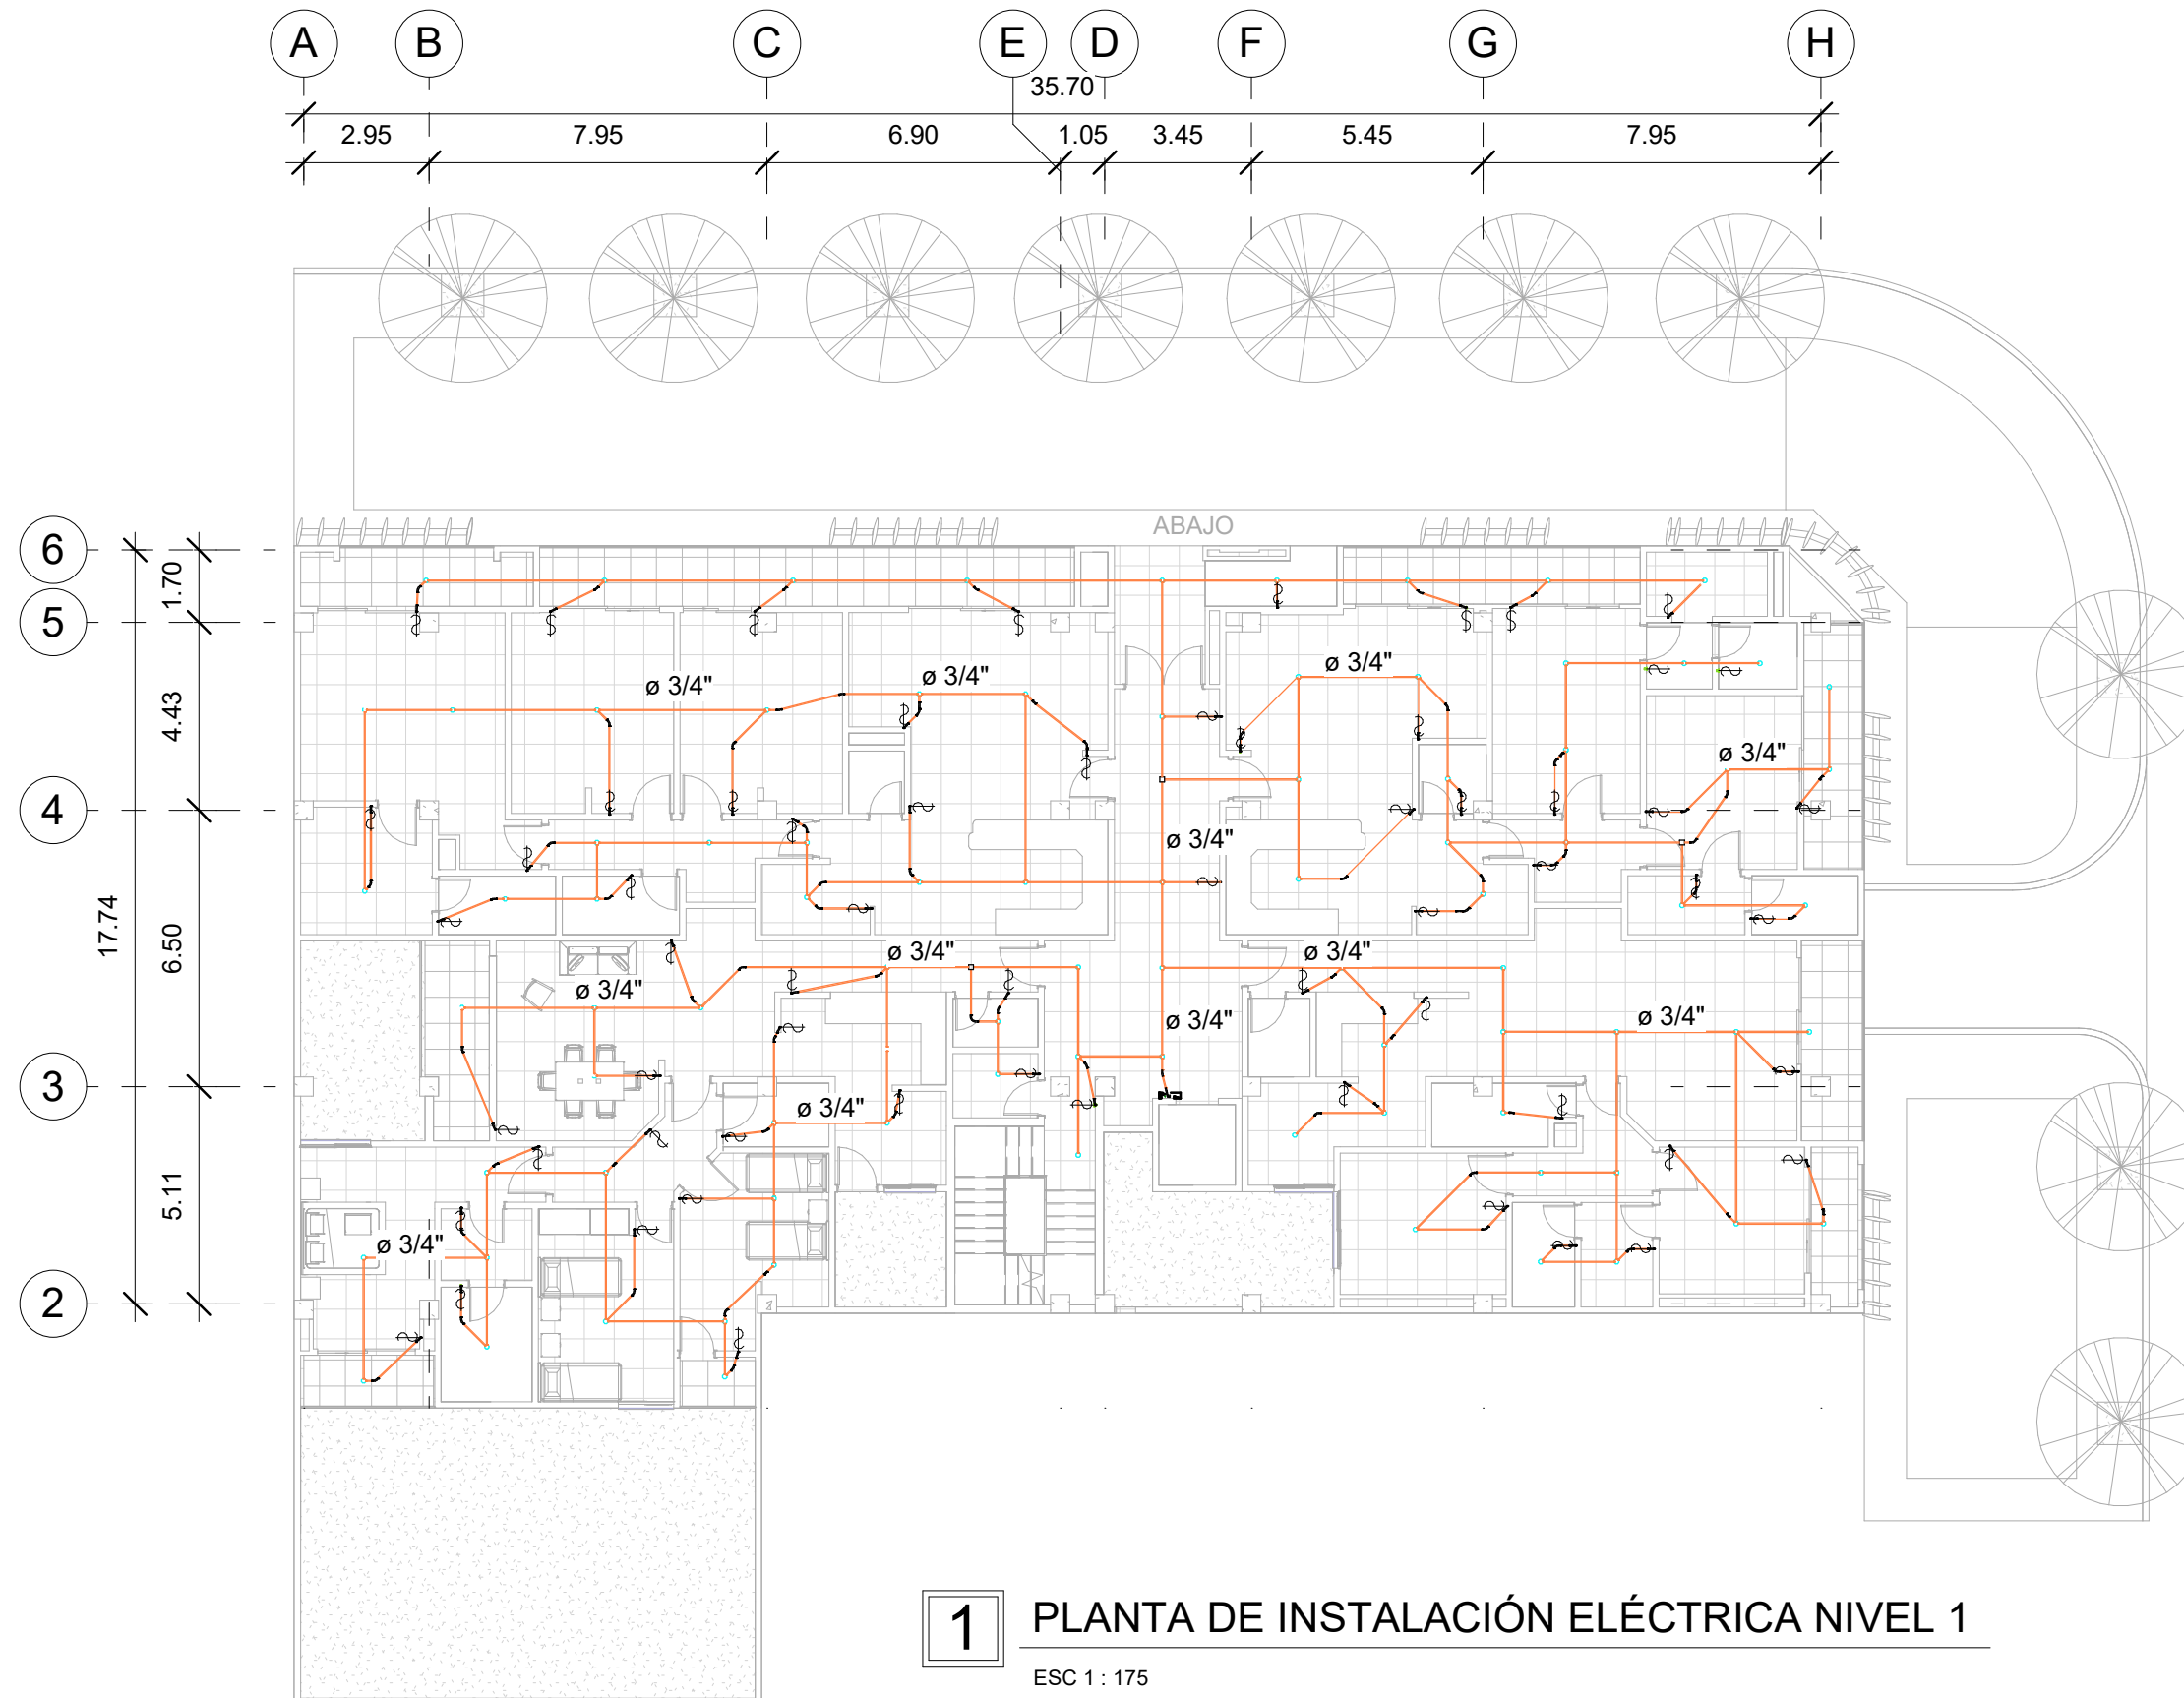 A B C E D F G H
35.70
2.95 7.95 6.90 1.05 3.45 5.45 7.95
ABAJO
6
1.70
5
ø 3/4"
ø 3/4"
ø 3/4"
4.43
ø 3/4"
4
ø 3/4"
17.74
6.50
ø 3/4"
ø 3/4"
ø 3/4"
ø 3/4"
ø 3/4"
3
ø 3/4"
5.11
ø 3/4"
2
1 PLANTA DE INSTALACIÓN ELÉCTRICA NIVEL 1
ESC 1 : 175